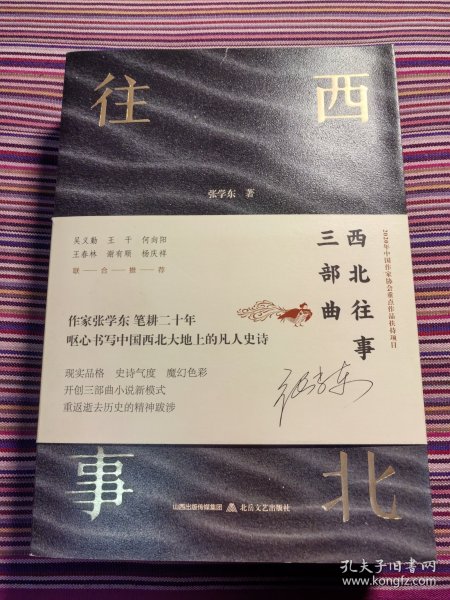 西北
往事
张学东 著
2020年中国作家协会重点作品扶持项目
西北往事
三部曲
吴义勤 王干 何向阳
王春林 谢有顺 杨庆祥
联—合—推—荐
作家张学东 笔耕二十年
呕心书写中国西北大地上的凡人史诗
现实品格 史诗气度 魔幻色彩
开创三部曲小说新模式
重返逝去历史的精神跋涉
张学东
山西出版传媒集团 北岳文艺出版社
孔夫子旧书网
www.kongfz.com